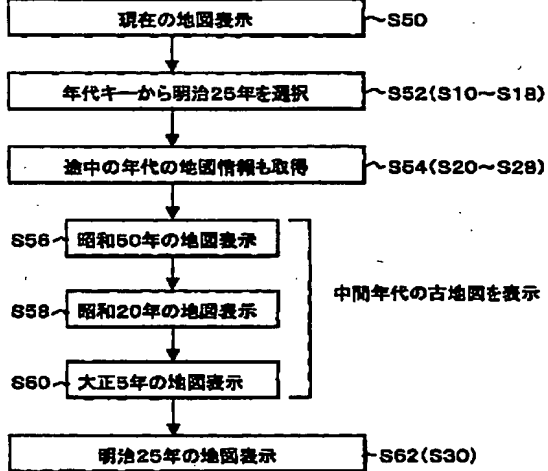 現在の地図表示 S50
年代キーから明治25年を選択 S52(S10～S18)
途中の年代の地図情報も取得 S54(S20～S28)
S56 昭和50年の地図表示
中間年代の古地図を表示
S58 昭和20年の地図表示
S60 大正5年の地図表示
明治25年の地図表示 S62(S30)